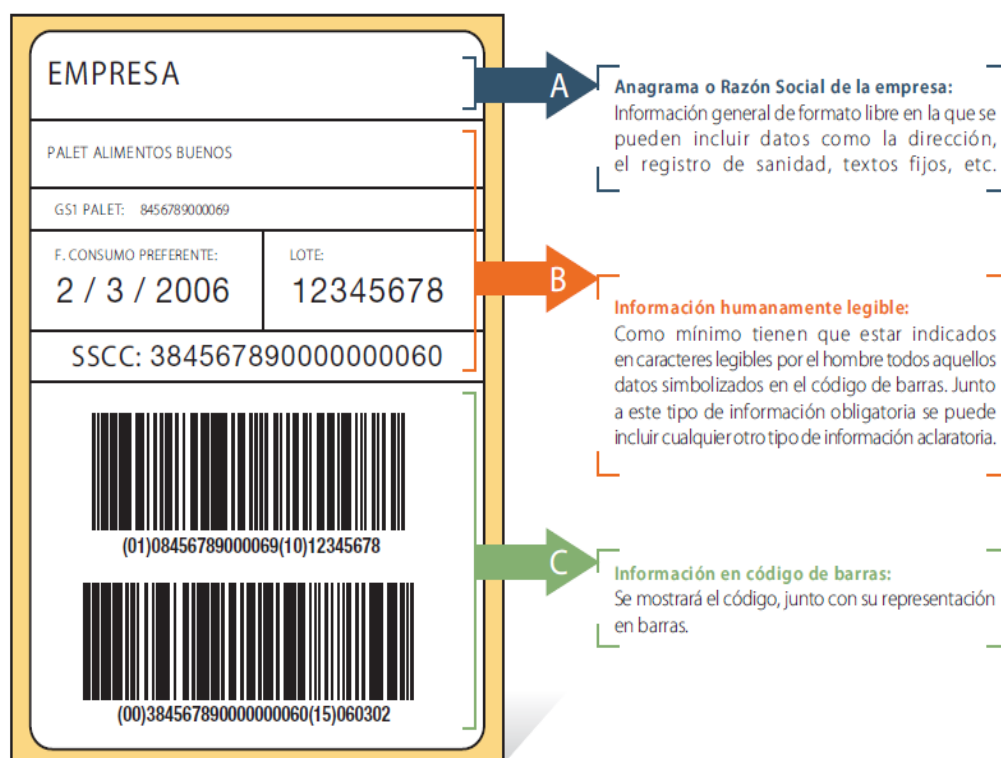 EMPRESA
PALET ALIMENTOS BUENOS
GS1 PALET: 8456789000069
F. CONSUMO PREFERENTE:
2 / 3 / 2006
LOTE:
12345678
SSCC: 384567890000000060
(01)08456789000069(10)12345678
(00)384567890000000060(15)060302
A
Anagrama o Razón Social de la empresa:
Información general de formato libre en la que se
pueden incluir datos como la dirección,
el registro de sanidad, textos fijos, etc.
B
Información humanamente legible:
Como mínimo tienen que estar indicados
en caracteres legibles por el hombre todos aquellos
datos simbolizados en el código de barras. Junto
a este tipo de información obligatoria se puede
incluir cualquier otro tipo de información aclaratoria.
C
Información en código de barras:
Se mostrará el código, junto con su representación
en barras.